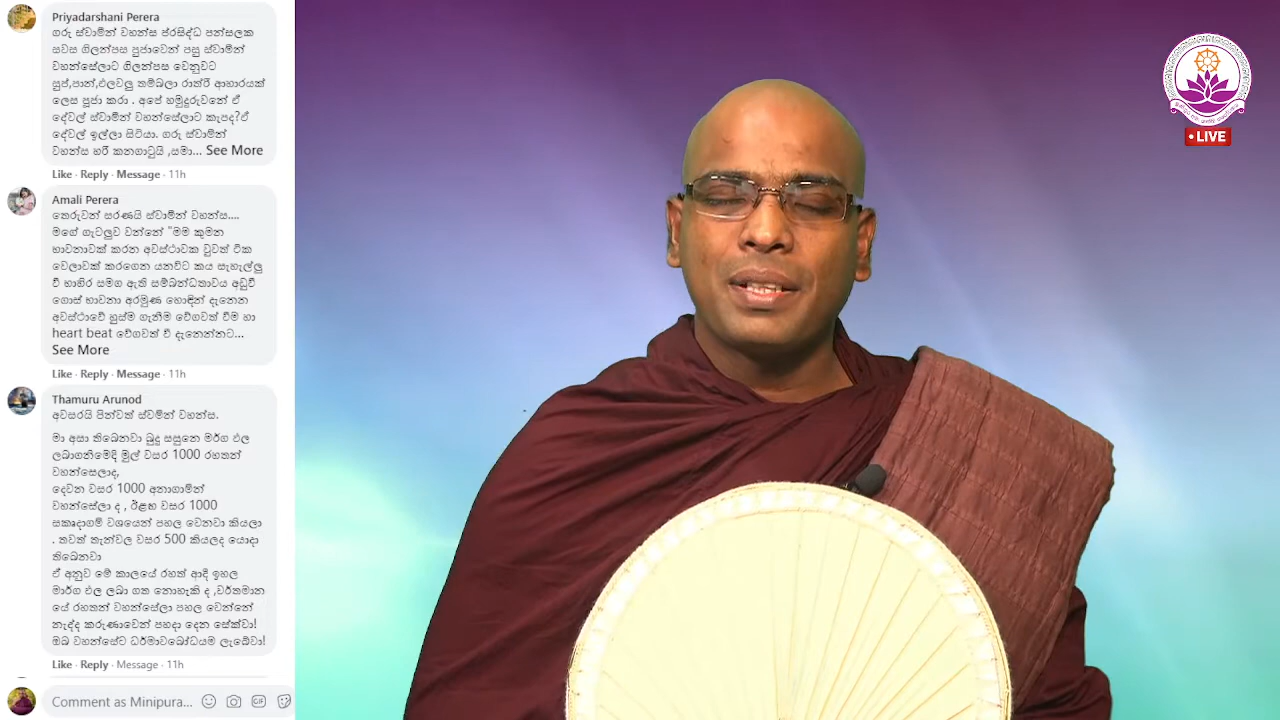 Priyadarshani Perera
ගරු ස්වාමින් වහන්ස ප්රසිද්ධ පන්සලක
සවස ගිලන්පස පුජාවෙන් පසු ස්වාමින්
වහන්සේලාට ගිලන්පස වෙනුවට
සුප්,පාන්,එලවලු තම්බලා රාත්රී ආහාරයක්
ලෙස පුජා කරා . අපේ හමුදුරුවනේ ඒ
දේවල් ස්වාමින් වහන්සේලාට කැපද?ඒ
දේවල් ඉල්ලා සිටියා. ගරු ස්වාමින්
වහන්ස හරී කනගාටුයි ,සමා... See More
Like · Reply · Message · 11h
Amali Perera
තෙරුවන් සරණයි ස්වාමින් වහන්ස....
මගේ ගැටලුව වන්නේ "මම කුමන
භාවනාවක් කරන අවස්ථාවක වුවත් ටික
වෙලාවක් කරගෙන යනවිට කය සැහැල්ලු
වී භාහිර සමග ඇති සම්බන්ධතාවය අඩුවී
ගොස් භාවනා අරමුණ හොඳින් දැනෙන
අවස්ථාවේ හුස්ම ගැනීම වේගවත් වීම හා
heart beat වේගවත් වී දැනෙන්නට...
See More
Like · Reply · Message · 11h
Thamuru Arunod
අවසරයි පින්වත් ස්වමින් වහන්ස.
මා අසා තිබෙනවා බුදු සසුනෙ මර්ග ඵල
ලබාගනිමෙදි මුල් වසර 1000 රහතන්
වහන්සෙලාද,
දෙවන වසර 1000 අනාගාමින්
වහන්සේලා ද , ඊළඟ වසර 1000
සකෘදාගමී වශයෙන් පහල වෙනවා කියලා
. තවත් තැන්වල වසර 500 කියලද යොදා
තිබෙනවා
ඒ අනුව මේ කාලයේ රහත් ආදී ඉහල
මාර්ග ඵල ලබා ගත නොහැකි ද ,වර්තමාන
යේ රහතන් වහන්සේලා පහල වෙන්නේ
නැද්ද කරුණාවෙන් පහදා දෙන සේක්වා!
ඔබ වහන්සේට ධර්මාවබෝධයම ලැබේවා!
Like · Reply · Message · 11h
Comment as Minipura...
GIF
LIVE